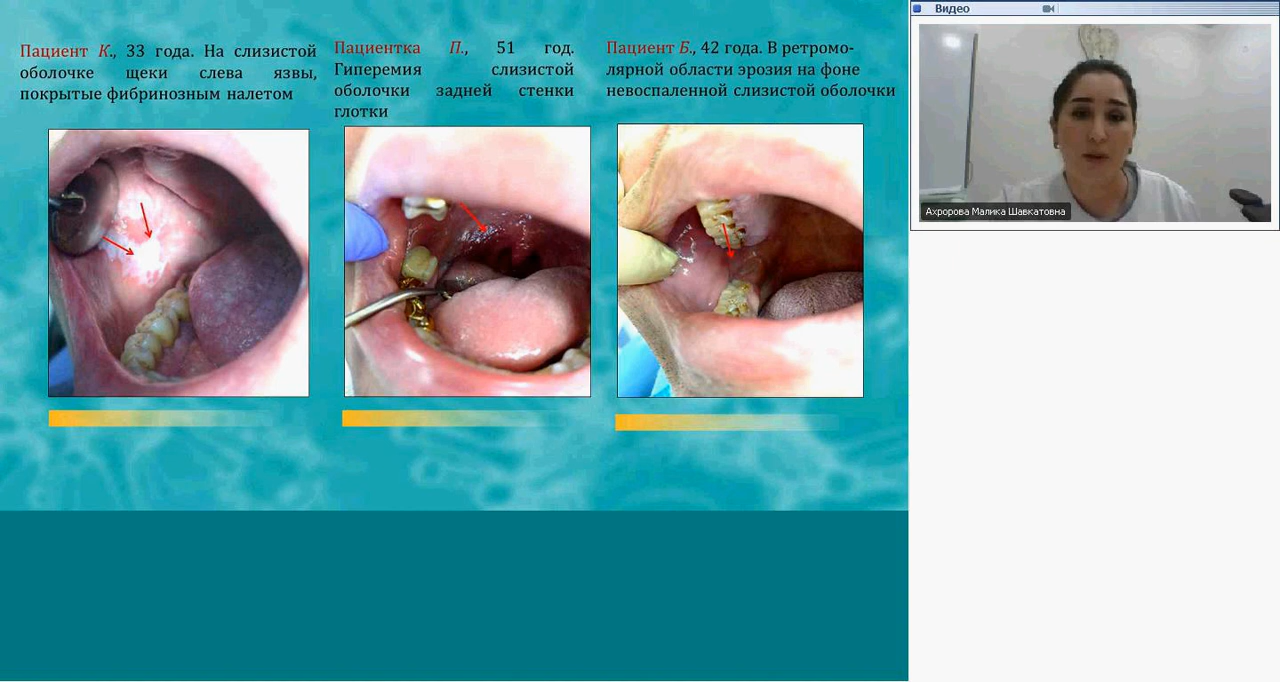 Пациент К., 33 года. На слизистой
оболочке щеки слева язвы,
покрытые фибринозным налетом
Пациентка П., 51 год.
Гиперемия слизистой
оболочки задней стенки
глотки
Пациент Б., 42 года. В ретромо-
лярной области эрозия на фоне
невоспаленной слизистой оболочки
Видео
Ахророва Малика Шавкатовна